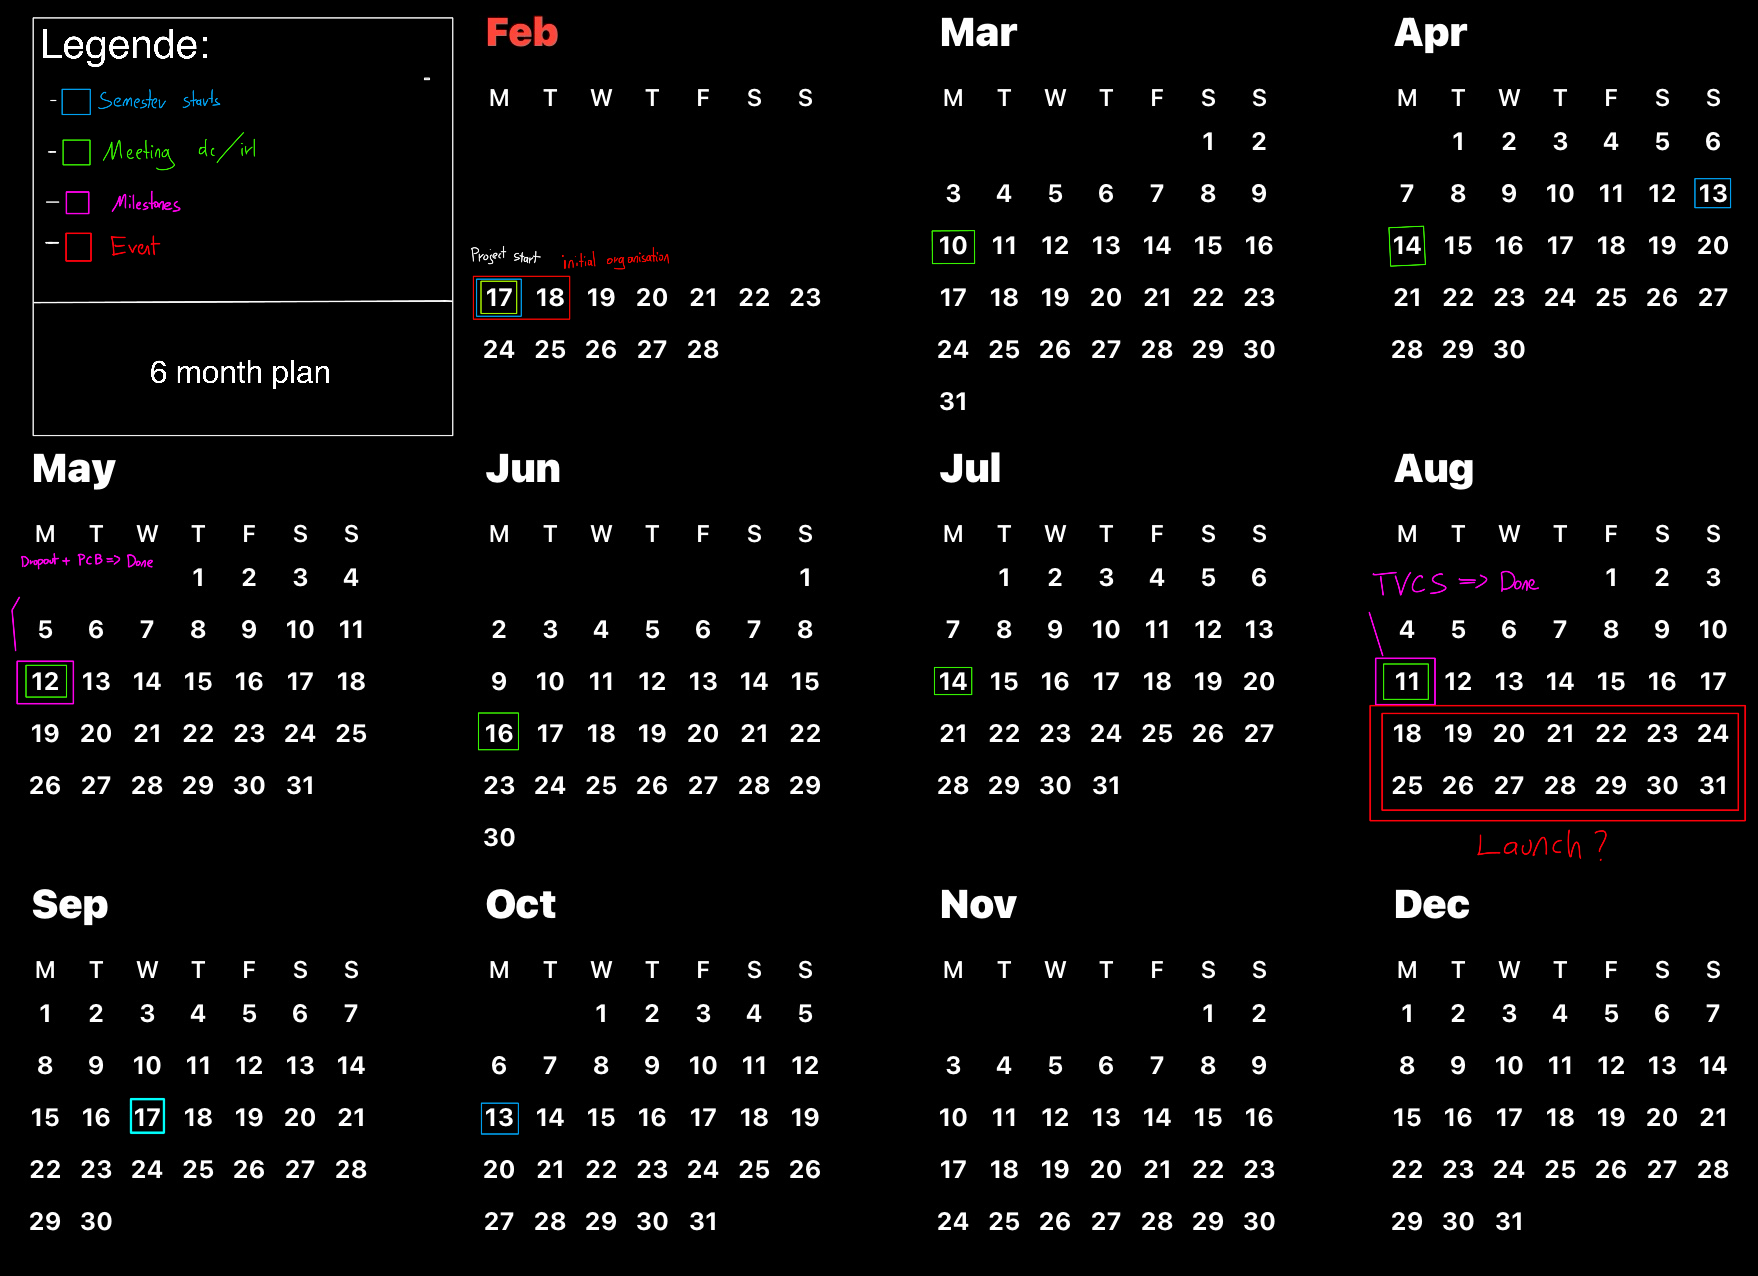 Legende:
- Semester starts
- Meeting dc/irl
- Milestones
- Event
-
6 month plan
Feb
M T W T F S S
Project start initial organisation
17 18 19 20 21 22 23
24 25 26 27 28
Mar
M T W T F S S
1 2
3 4 5 6 7 8 9
10 11 12 13 14 15 16
17 18 19 20 21 22 23
24 25 26 27 28 29 30
31
Apr
M T W T F S S
1 2 3 4 5 6
7 8 9 10 11 12 13
14 15 16 17 18 19 20
21 22 23 24 25 26 27
28 29 30
May
M T W T F S S
Dropout + PCB => Done
1 2 3 4
5 6 7 8 9 10 11
12 13 14 15 16 17 18
19 20 21 22 23 24 25
26 27 28 29 30 31
Jun
M T W T F S S
1
2 3 4 5 6 7 8
9 10 11 12 13 14 15
16 17 18 19 20 21 22
23 24 25 26 27 28 29
30
Jul
M T W T F S S
1 2 3 4 5 6
7 8 9 10 11 12 13
14 15 16 17 18 19 20
21 22 23 24 25 26 27
28 29 30 31
Aug
M T W T F S S
TVCS => Done
1 2 3
4 5 6 7 8 9 10
11 12 13 14 15 16 17
18 19 20 21 22 23 24
25 26 27 28 29 30 31
Launch ?
Sep
M T W T F S S
1 2 3 4 5 6 7
8 9 10 11 12 13 14
15 16 17 18 19 20 21
22 23 24 25 26 27 28
29 30
Oct
M T W T F S S
1 2 3 4 5
6 7 8 9 10 11 12
13 14 15 16 17 18 19
20 21 22 23 24 25 26
27 28 29 30 31
Nov
M T W T F S S
1 2
3 4 5 6 7 8 9
10 11 12 13 14 15 16
17 18 19 20 21 22 23
24 25 26 27 28 29 30
Dec
M T W T F S S
1 2 3 4 5 6 7
8 9 10 11 12 13 14
15 16 17 18 19 20 21
22 23 24 25 26 27 28
29 30 31